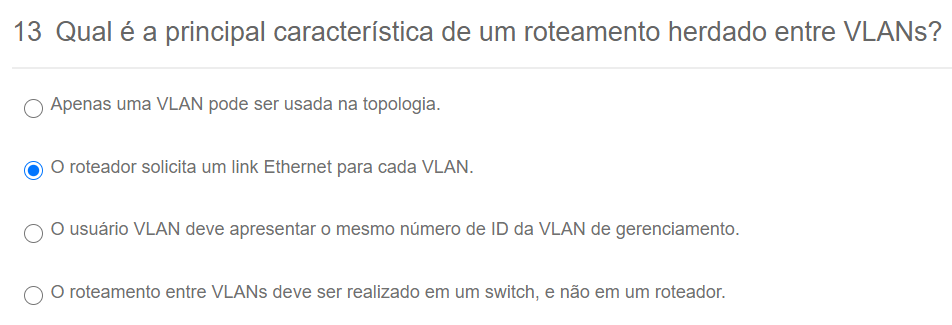 13 Qual é a principal característica de um roteamento herdado entre VLANs?
Apenas uma VLAN pode ser usada na topologia.
O roteador solicita um link Ethernet para cada VLAN.
O usuário VLAN deve apresentar o mesmo número de ID da VLAN de gerenciamento.
O roteamento entre VLANs deve ser realizado em um switch, e não em um roteador.